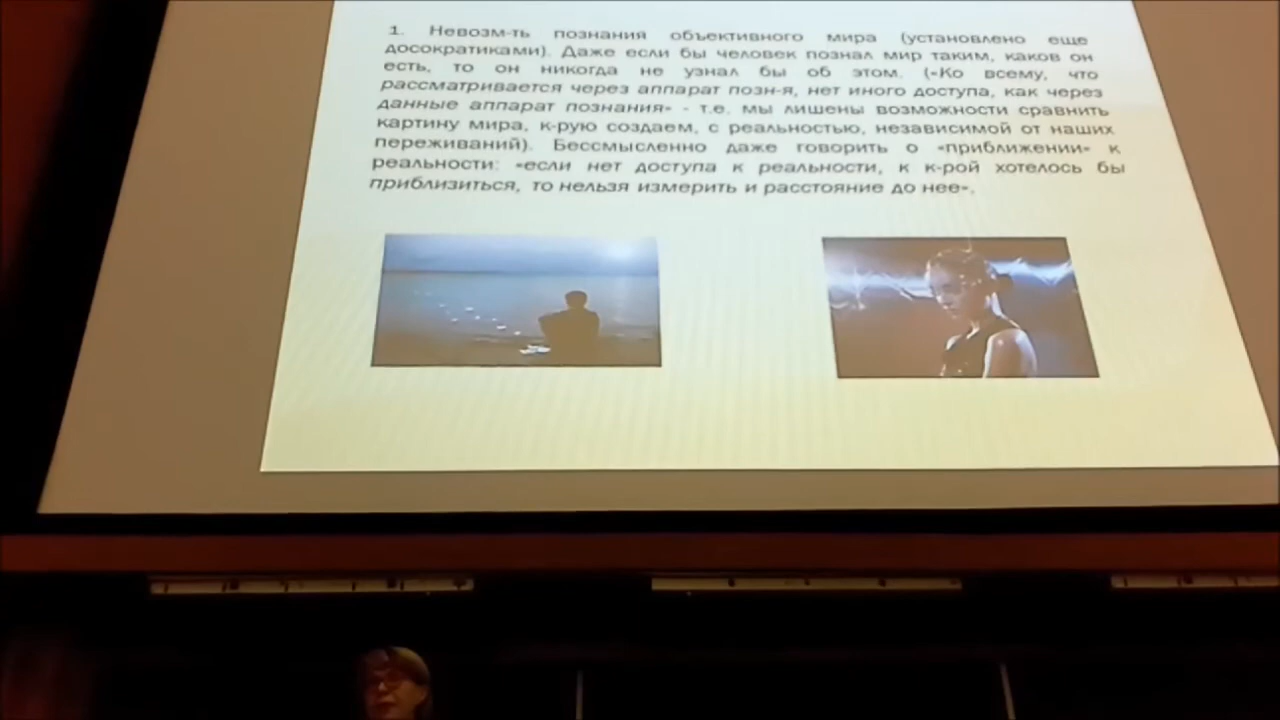 1. Невозм-ть познания объективного мира (установлено еще
досократиками). Даже если бы человек познал мир таким, каков он
есть, то он никогда не узнал бы об этом. («Ко всему, что
рассматривается через аппарат позн-я, нет иного доступа, как через
данные аппарат познания» - т.е. мы лишены возможности сравнить
картину мира, к-рую создаем, с реальностью, независимой от наших
переживаний). Бессмысленно даже говорить о «приближении» к
реальности: «если нет доступа к реальности, к к-рой хотелось бы
приблизиться, то нельзя измерить и расстояние до нее».